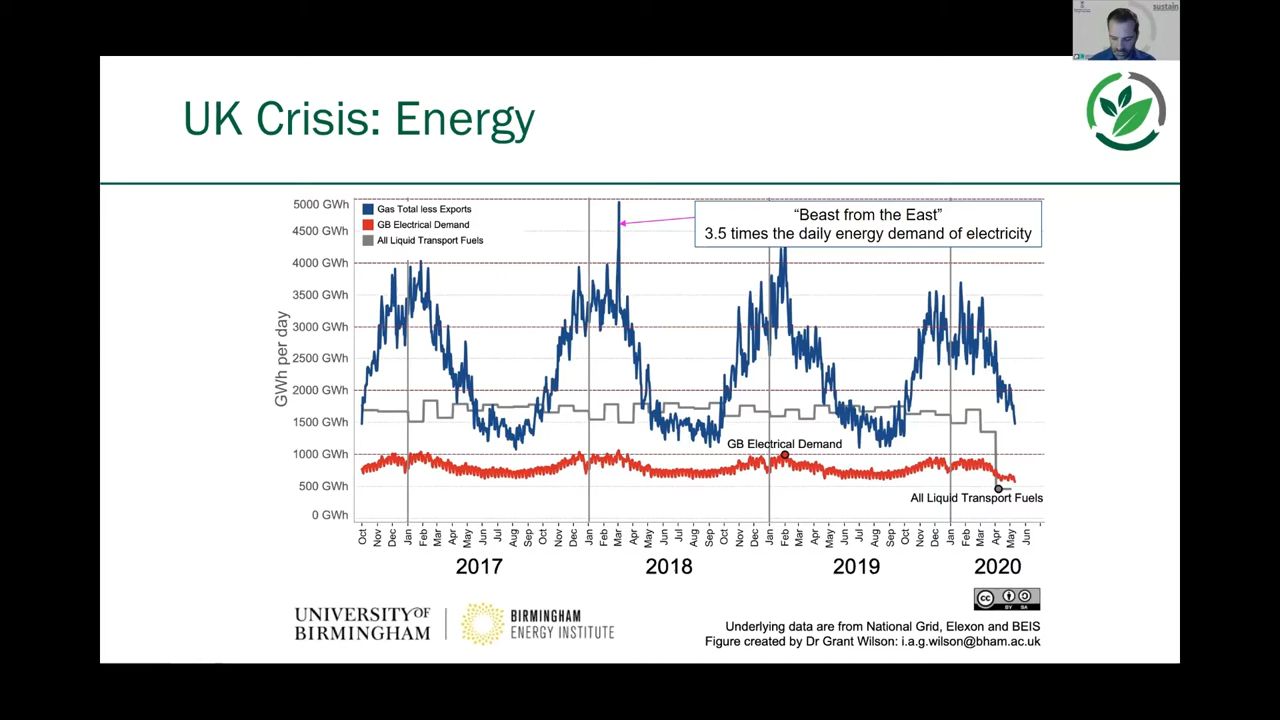 sustain
UK Crisis: Energy
5000 GWh
4500 GWh
4000 GWh
3500 GWh
3000 GWh
2500 GWh
2000 GWh
1500 GWh
1000 GWh
500 GWh
0 GWh
GWh per day
Gas Total less Exports
GB Electrical Demand
All Liquid Transport Fuels
“Beast from the East”
3.5 times the daily energy demand of electricity
GB Electrical Demand
All Liquid Transport Fuels
Oct Nov Dec Jan Feb Mar Apr May Jun Jul Aug Sep Oct Nov Dec Jan Feb Mar Apr May Jun Jul Aug Sep Oct Nov Dec Jan Feb Mar Apr May Jun Jul Aug Sep Oct Nov Dec Jan Feb Mar Apr May Jun
2017 2018 2019 2020
CC BY SA
UNIVERSITY OF
BIRMINGHAM
BIRMINGHAM
ENERGY INSTITUTE
Underlying data are from National Grid, Elexon and BEIS
Figure created by Dr Grant Wilson: i.a.g.wilson@bham.ac.uk